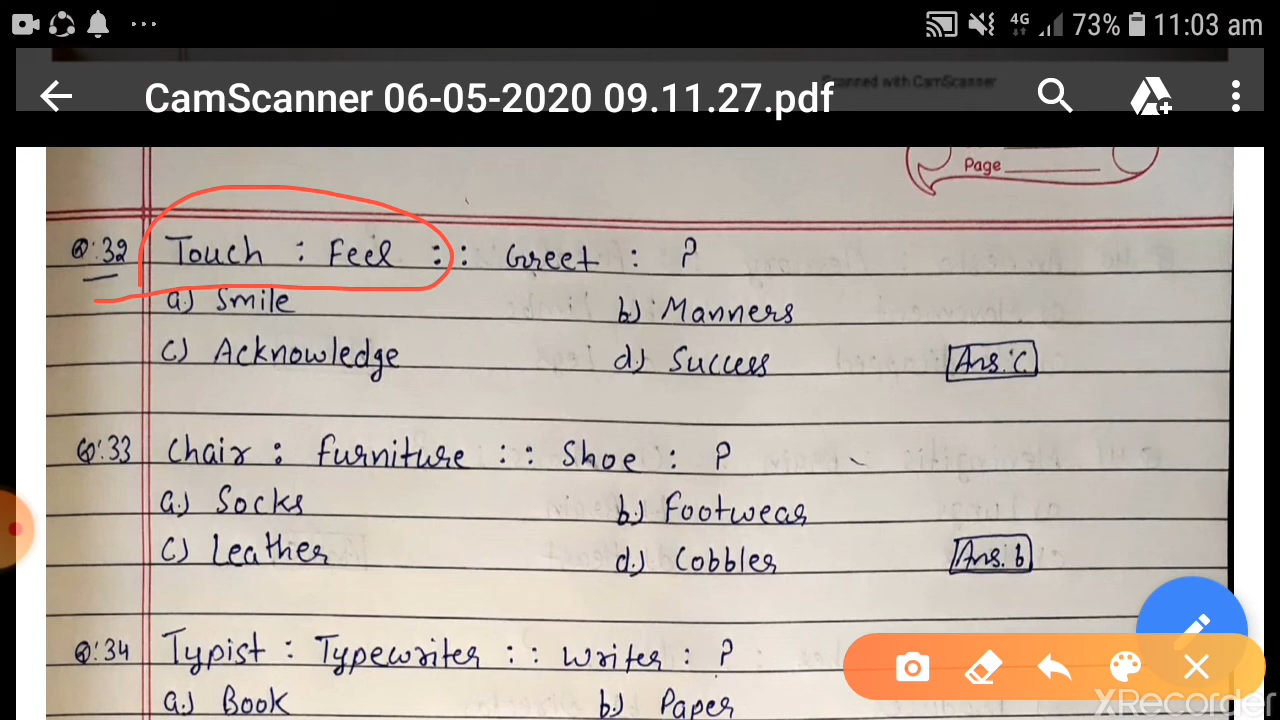 4G 73% 11:03 am
CamScanner 06-05-2020 09.11.27.pdf
Page
Q:32 Touch : Feel :: Greet : ?
a) Smile b) Manners
c) Acknowledge d) Success Ans: C
Q:33 Chair : furniture :: Shoe : ?
a) Socks b) Footwear
c) Leather d) Cobbler Ans. b
Q:34 Typist : Typewriter :: Writer : ?
a) Book b) Paper
XRecorder